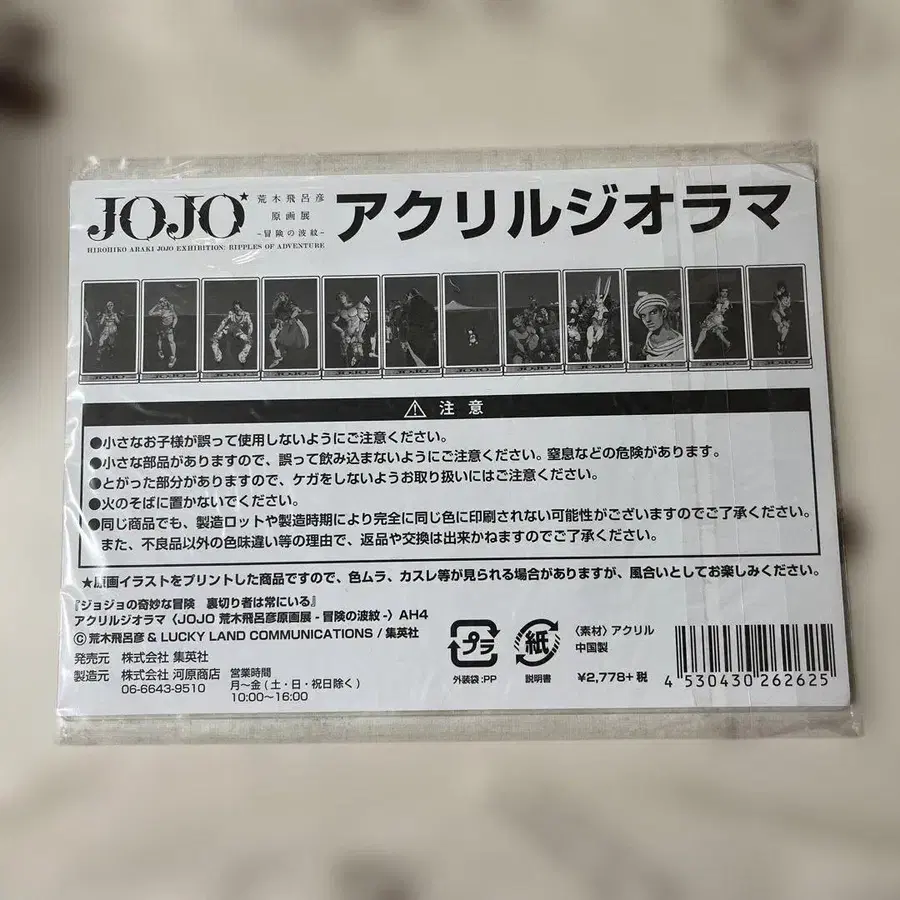 JOJO★
荒木飛呂彦
原画展
-冒険の波紋-
HIROHIKO ARAKI JOJO EXHIBITION: RIPPLES OF ADVENTURE
アクリルジオラマ
注意
●小さなお子様が誤って使用しないようにご注意ください。
●小さな部品がありますので、誤って飲み込まないようにご注意ください。窒息などの危険があります。
●とがった部分がありますので、ケガをしないようお取り扱いにはご注意ください。
●火のそばに置かないでください。
●同じ商品でも、製造ロットや製造時期により完全に同じ色に印刷されない可能性がございますのでご了承ください。
また、不良品以外の色味違い等の理由で、返品や交換は出来かねますのでご了承ください。
★原画イラストをプリントした商品ですので、色ムラ、カスレ等が見られる場合がありますが、風合いとしてお楽しみください。
『ジョジョの奇妙な冒険 裏切り者は常にいる』
アクリルジオラマ〈JOJO 荒木飛呂彦原画展 - 冒険の波紋 -〉AH4
©荒木飛呂彦 & LUCKY LAND COMMUNICATIONS / 集英社
発売元 株式会社 集英社
製造元 株式会社 河原商店
06-6643-9510
営業時間
月〜金 ( 土・日・祝日除く )
10:00〜16:00
プラ
外装袋:PP
紙
説明書
〈素材〉アクリル
中国製
¥2,778+税
4 530430 262625